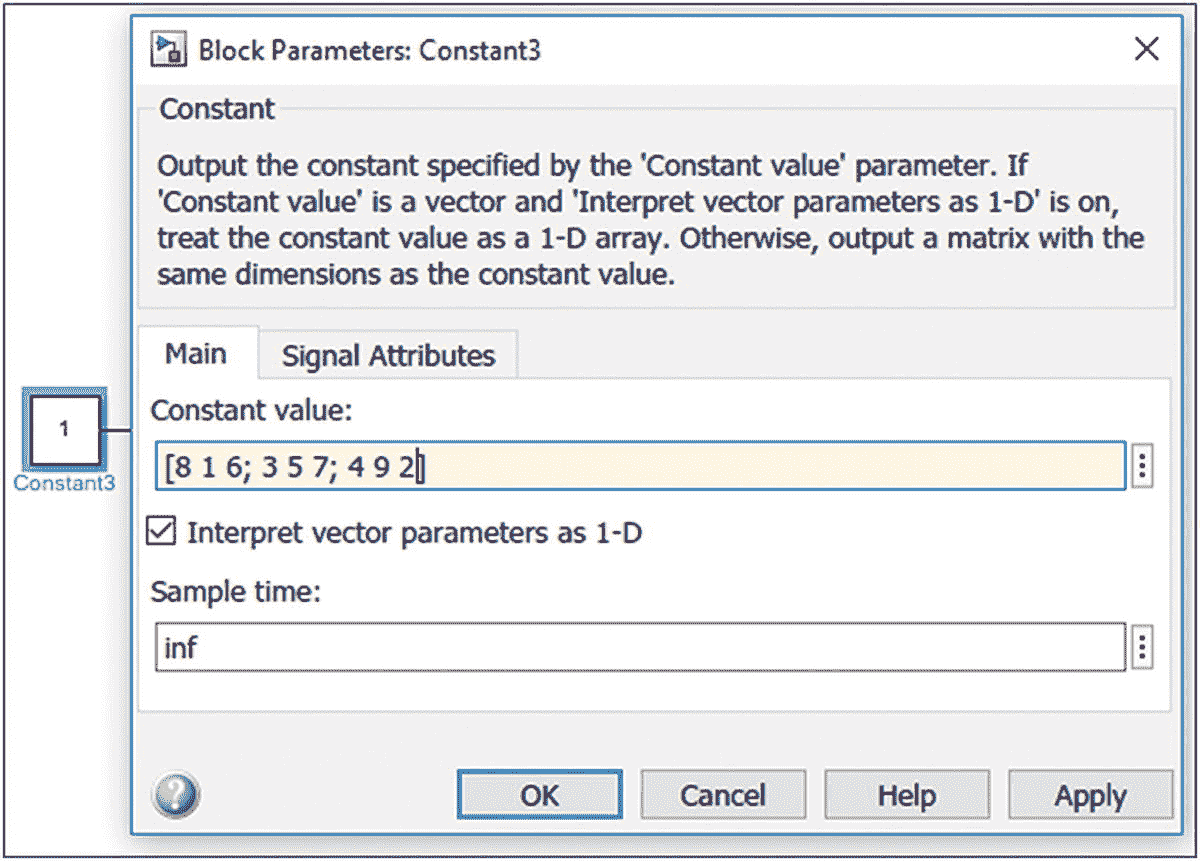 Block Parameters: Constant3
Constant
Output the constant specified by the 'Constant value' parameter. If
'Constant value' is a vector and 'Interpret vector parameters as 1-D' is on,
treat the constant value as a 1-D array. Otherwise, output a matrix with the
same dimensions as the constant value.
Main Signal Attributes
1
Constant3
Constant value:
[8 1 6; 3 5 7; 4 9 2]
Interpret vector parameters as 1-D
Sample time:
inf
? OK Cancel Help Apply